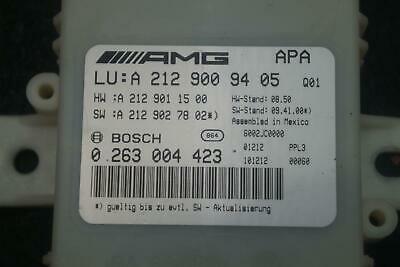 AMG APA
LU:A 212 900 94 05 Q01
HW :A 212 901 15 00 HW-Stand: 08.50
SW :A 212 902 78 02*) SW-Stand: 09.41.00*)
Assembled in Mexico
BOSCH 864 6002JC0000
0 263 004 423 01212 PPL3
101212 00060
*) gueltig bis zu evtl. SW - Aktualisierung